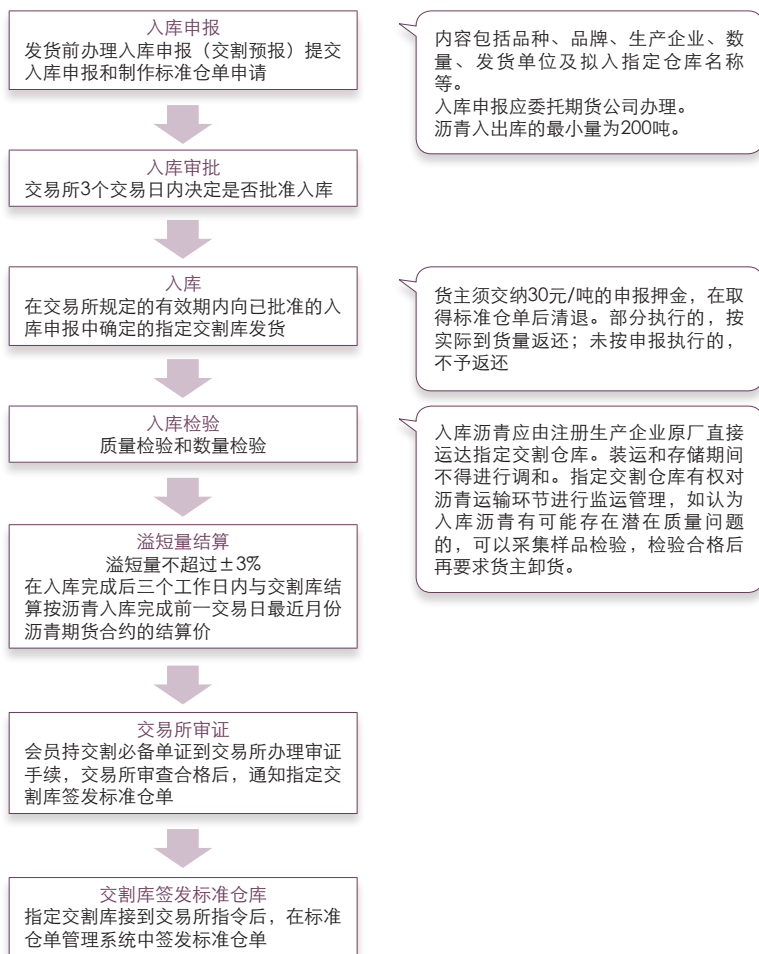 入库申报
发货前办理入库申报（交割预报）提交
入库申报和制作标准仓单申请
内容包括品种、品牌、生产企业、数
量、发货单位及拟入指定仓库名称
等。
入库申报应委托期货公司办理。
沥青入出库的最小量为200吨。
入库审批
交易所3个交易日内决定是否批准入库
入库
在交易所规定的有效期内向已批准的入
库申报中确定的指定交割库发货
货主须交纳30元/吨的申报押金，在取
得标准仓单后清退。部分执行的，按
实际到货量返还；未按申报执行的，
不予返还
入库检验
质量检验和数量检验
入库沥青应由注册生产企业原厂直接
运达指定交割仓库。装运和存储期间
不得进行调和。指定交割仓库有权对
沥青运输环节进行监运管理，如认为
入库沥青有可能存在潜在质量问题
的，可以采集样品检验，检验合格后
再要求货主卸货。
溢短量结算
溢短量不超过±3%
在入库完成后三个工作日内与交割库结
算按沥青入库完成前一交易日最近月份
沥青期货合约的结算价
交易所审证
会员持交割必备单证到交易所办理审证
手续，交易所审查合格后，通知指定交
割库签发标准仓单
交割库签发标准仓库
指定交割库接到交易所指令后，在标准
仓单管理系统中签发标准仓单